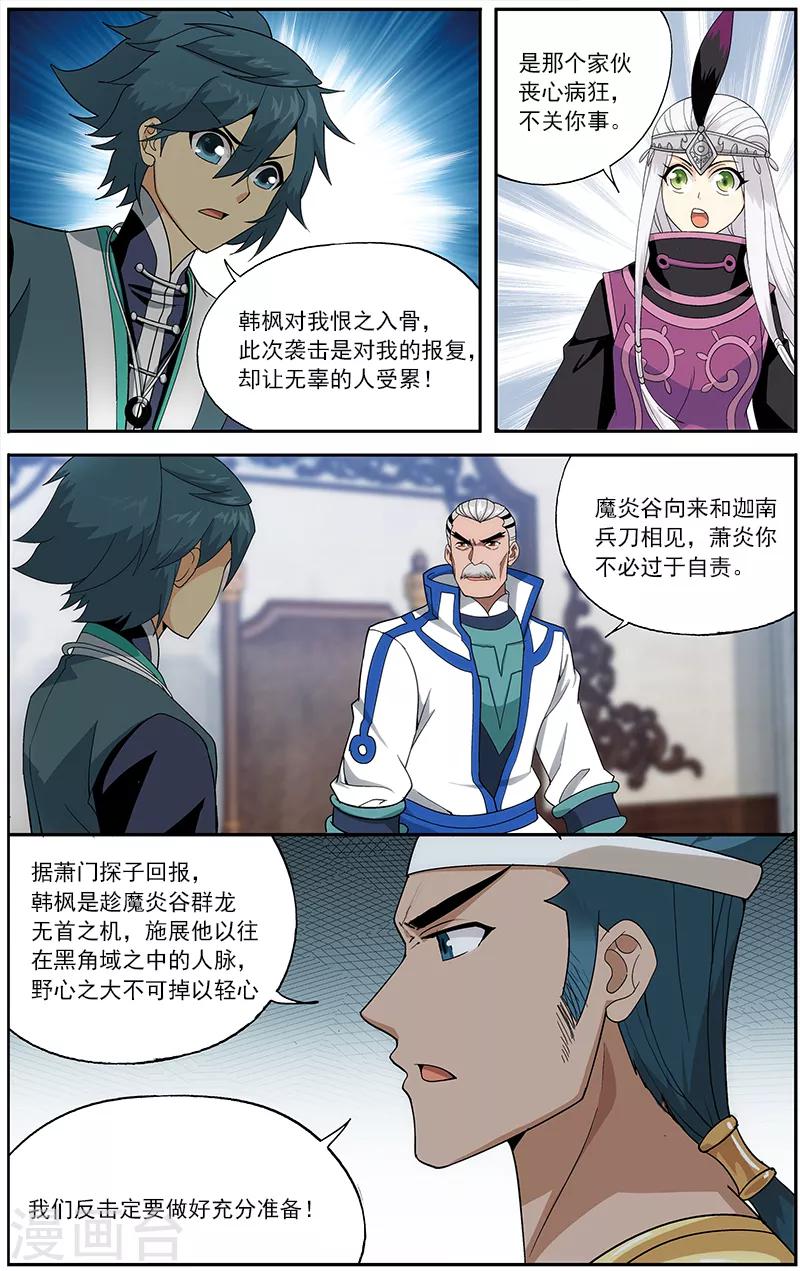 韩枫对我恨之入骨，
此次袭击是对我的报复，
却让无辜的人受累！
是那个家伙
丧心病狂，
不关你事。
魔炎谷向来和迦南
兵刀相见，萧炎你
不必过于自责。
据萧门探子回报，
韩枫是趁魔炎谷群龙
无首之机，施展他以往
在黑角域之中的人脉，
野心之大不可掉以轻心
我们反击定要做好充分准备！
漫画台